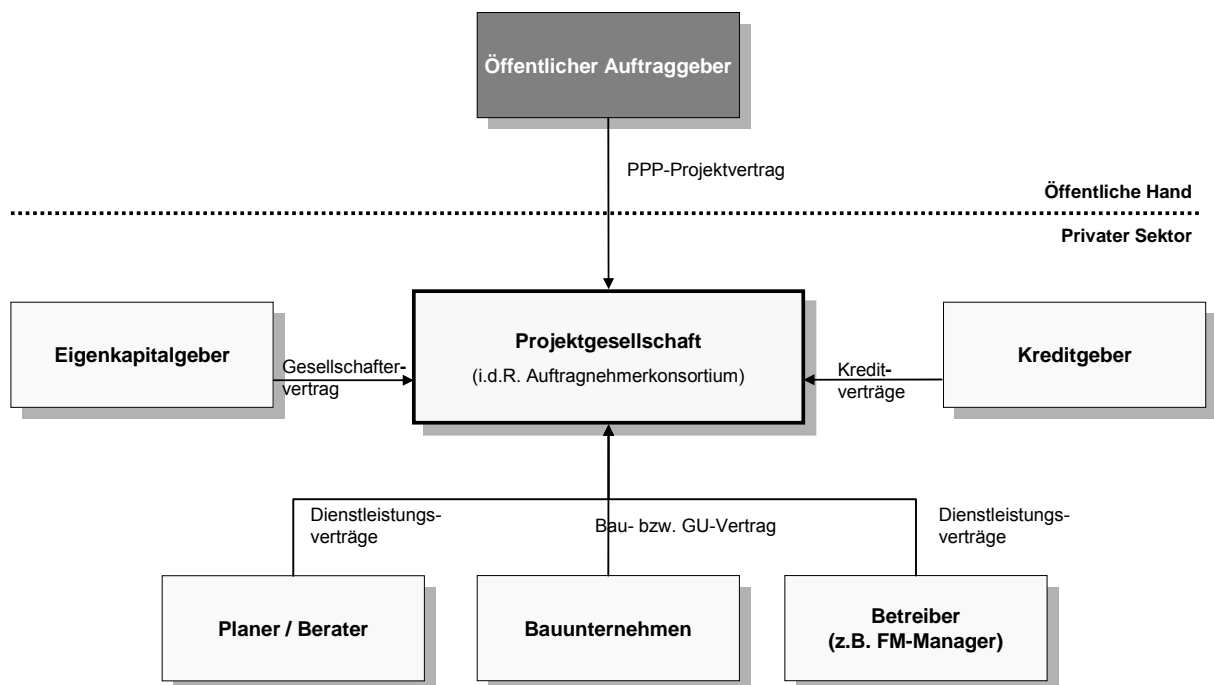 Öffentlicher Auftraggeber
PPP-Projektvertrag
Öffentliche Hand
Privater Sektor
Eigenkapitalgeber
Gesellschafter-
vertrag
Projektgesellschaft
(i.d.R. Auftragnehmerkonsortium)
Kredit-
verträge
Kreditgeber
Dienstleistungs-
verträge
Bau- bzw. GU-Vertrag
Dienstleistungs-
verträge
Planer / Berater
Bauunternehmen
Betreiber
(z.B. FM-Manager)